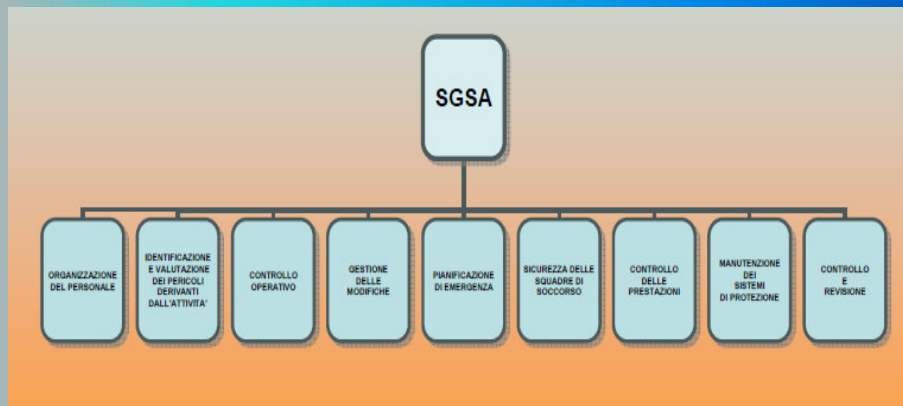 SGSA
ORGANIZZAZIONE
DEL PERSONALE
IDENTIFICAZIONE
E VALUTAZIONE
DEI PERICOLI
DERIVANTI
DALL'ATTIVITA'
CONTROLLO
OPERATIVO
GESTIONE
DELLE
MODIFICHE
PIANIFICAZIONE
DI EMERGENZA
SICUREZZA DELLE
SQUADRE DI
SOCCORSO
CONTROLLO
DELLE
PRESTAZIONI
MANUTENZIONE
DEI
SISTEMI
DI PROTEZIONE
CONTROLLO
E
REVISIONE